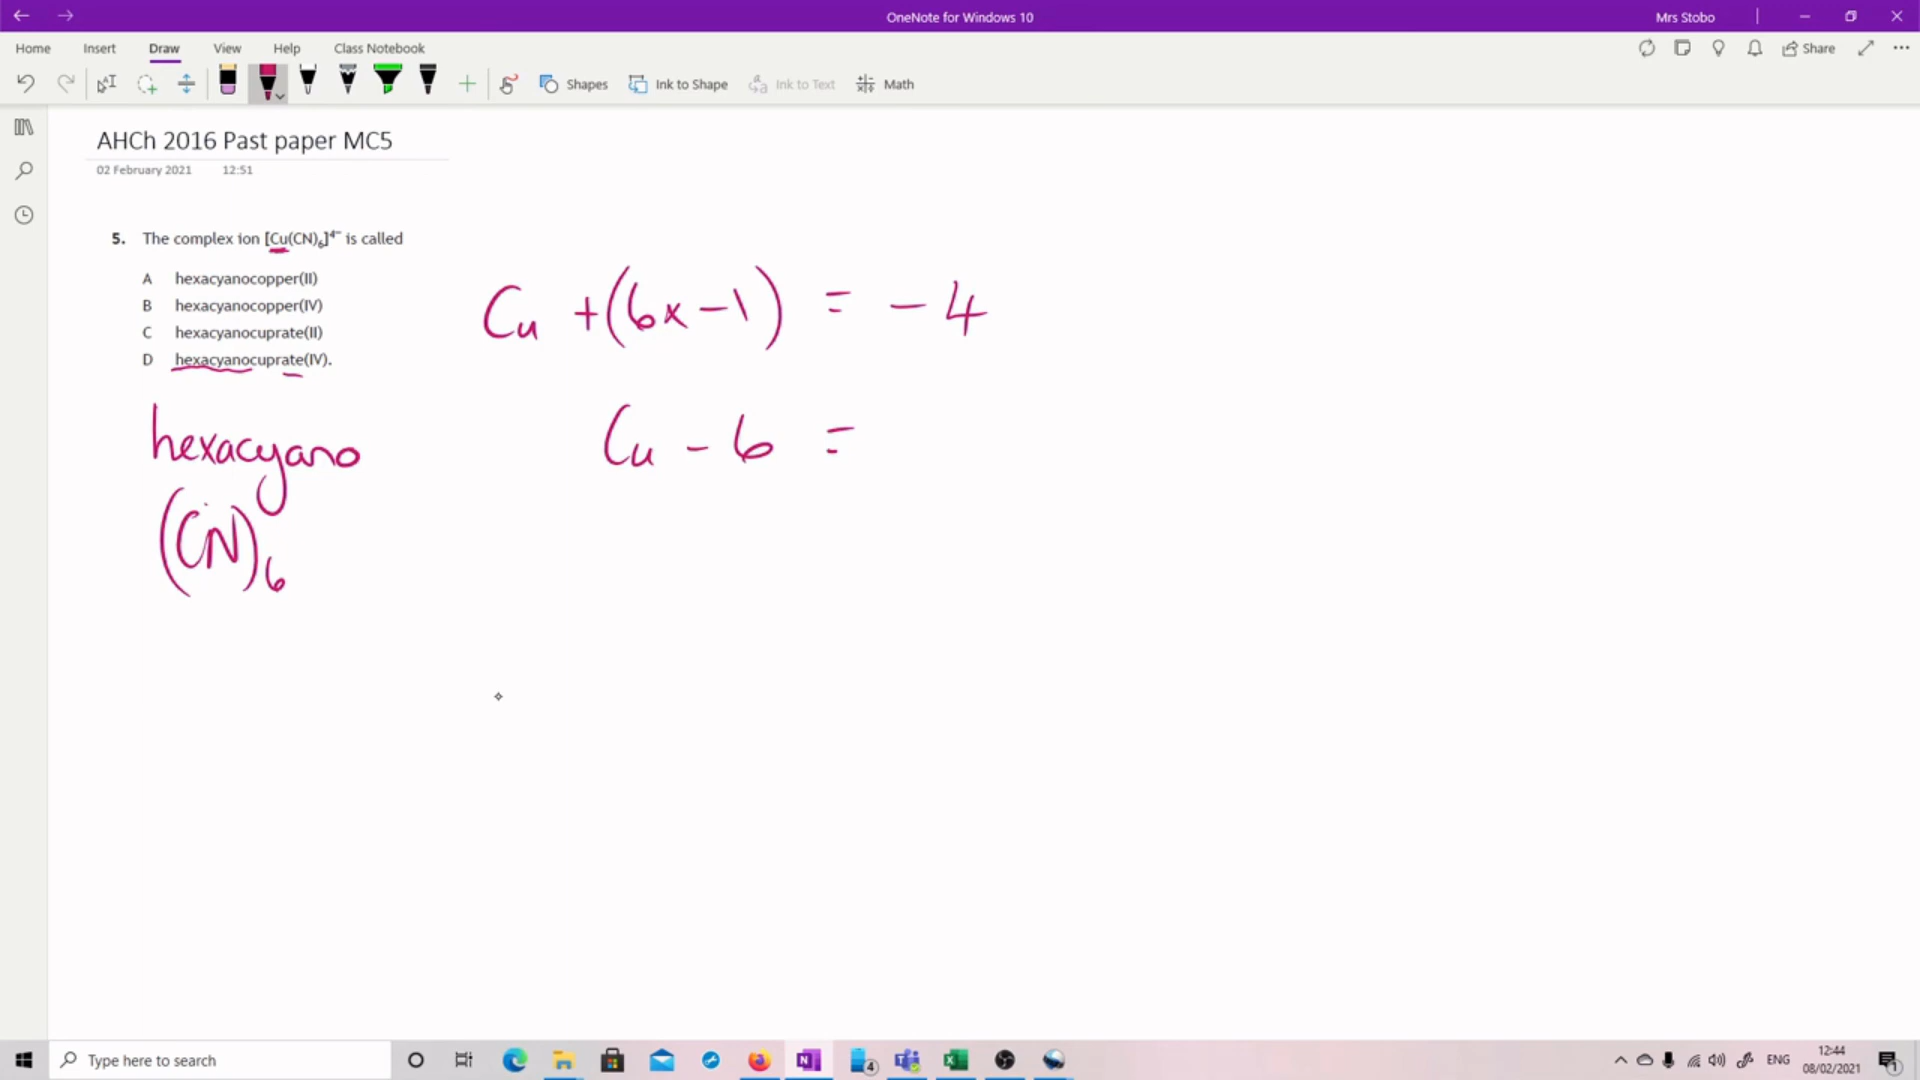 OneNote for Windows 10
Mrs Stobo
Home Insert Draw View Help Class Notebook
Share
Shapes Ink to Shape Ink to Text Math
AHCh 2016 Past paper MC5
02 February 2021 12:51
5. The complex ion [Cu(CN)₆]⁴⁻ is called
A hexacyanocopper(II)
B hexacyanocopper(IV)
C hexacyanocuprate(II)
D hexacyanocuprate(IV).
Cu +(6x-1) = -4
Cu - 6 =
hexacyano
(CN)₆
Type here to search
4
ENG
12:44
08/02/2021
1